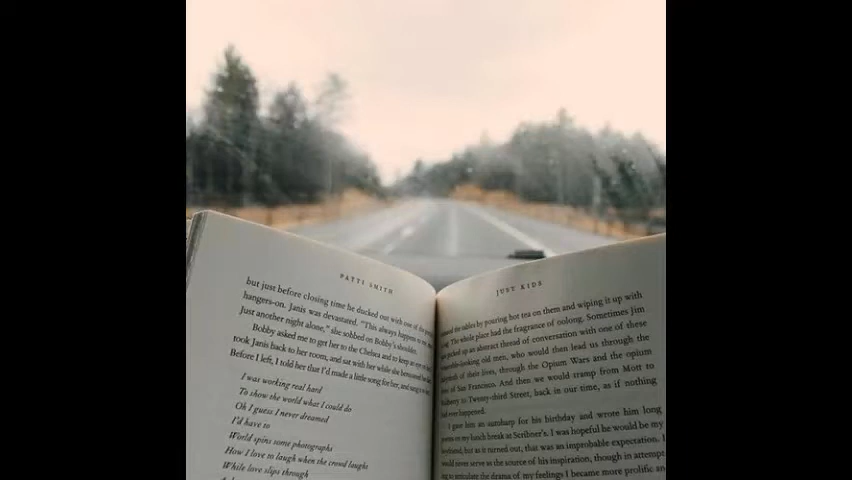 PATTI SMITH
but just before closing time he ducked out with one of the
hangers-on. Janis was devastated. "This always happens to
Just another night alone," she sobbed on Bobby's shoulder.
Bobby asked me to get her to the Chelsea and to keep an eye
took Janis back to her room, and sat with her while she bemoaned
Before I left, I told her that I'd made a little song for her, and sang it to
I was working real hard
To show the world what I could do
Oh I guess I never dreamed
I'd have to
World spins some photographs
How I love to laugh when the crowd laughs
While love slips through
JUST KIDS
the tables by pouring hot tea on them and wiping it up with
The whole place had the fragrance of oolong. Sometimes Jim
picked up an abstract thread of conversation with one of these
looking old men, who would then lead us through the
of their lives, through the Opium Wars and the opium
of San Francisco. And then we would tramp from Mott to
to Twenty-third Street, back in our time, as if nothing
had ever happened.
I gave him an autoharp for his birthday and wrote him long
poems on my lunch break at Scribner's. I was hopeful he would be my
boyfriend, but as it turned out, that was an improbable expectation. I
would never serve as the source of his inspiration, though in attempt
to articulate the drama of my feelings I became more prolific and